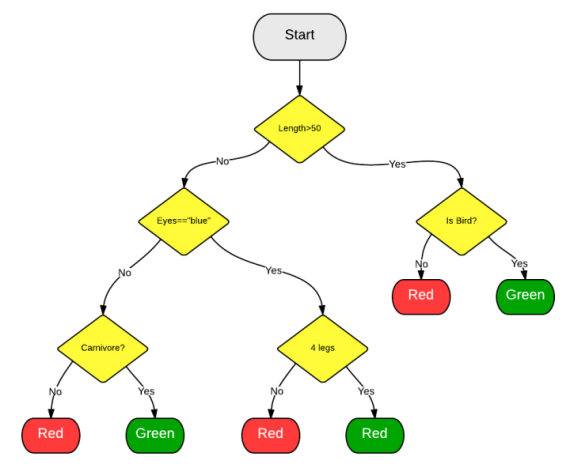 Start
Length>50
No
Yes
Eyes=="blue"
Is Bird?
No
Yes
No
Yes
Red
Green
Carnivore?
4 legs
No
Yes
No
Yes
Red
Green
Red
Red